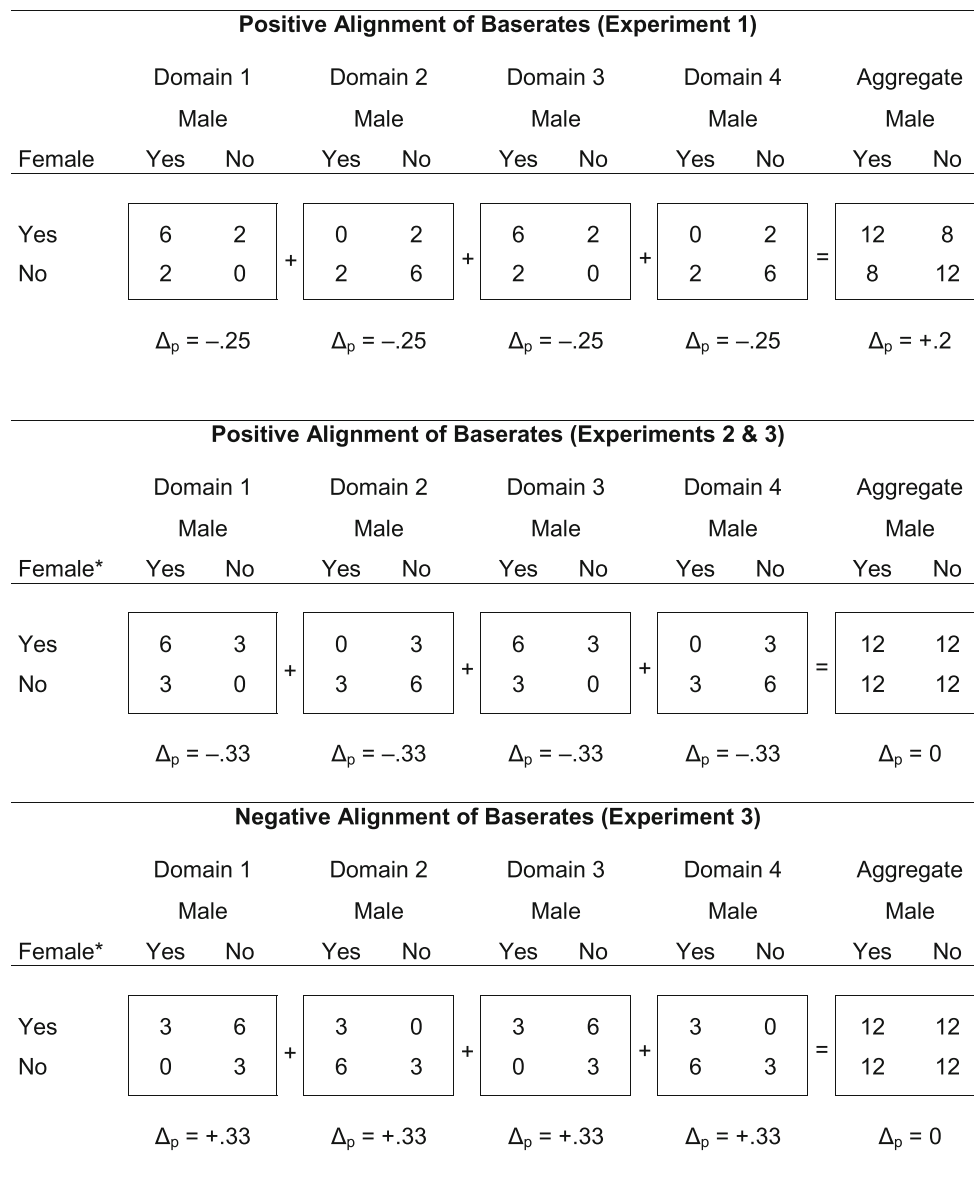 Positive Alignment of Baserates (Experiment 1)
Domain 1 Domain 2 Domain 3 Domain 4 Aggregate
Male Male Male Male Male
Female Yes No Yes No Yes No Yes No Yes No
Yes 6 2 0 2 6 2 0 2 12 8
+ + + =
No 2 0 2 6 2 0 2 6 8 12
Δp = –.25 Δp = –.25 Δp = –.25 Δp = –.25 Δp = +.2
Positive Alignment of Baserates (Experiments 2 & 3)
Domain 1 Domain 2 Domain 3 Domain 4 Aggregate
Male Male Male Male Male
Female* Yes No Yes No Yes No Yes No Yes No
Yes 6 3 0 3 6 3 0 3 12 12
+ + + =
No 3 0 3 6 3 0 3 6 12 12
Δp = –.33 Δp = –.33 Δp = –.33 Δp = –.33 Δp = 0
Negative Alignment of Baserates (Experiment 3)
Domain 1 Domain 2 Domain 3 Domain 4 Aggregate
Male Male Male Male Male
Female* Yes No Yes No Yes No Yes No Yes No
Yes 3 6 3 0 3 6 3 0 12 12
+ + + =
No 0 3 6 3 0 3 6 3 12 12
Δp = +.33 Δp = +.33 Δp = +.33 Δp = +.33 Δp = 0